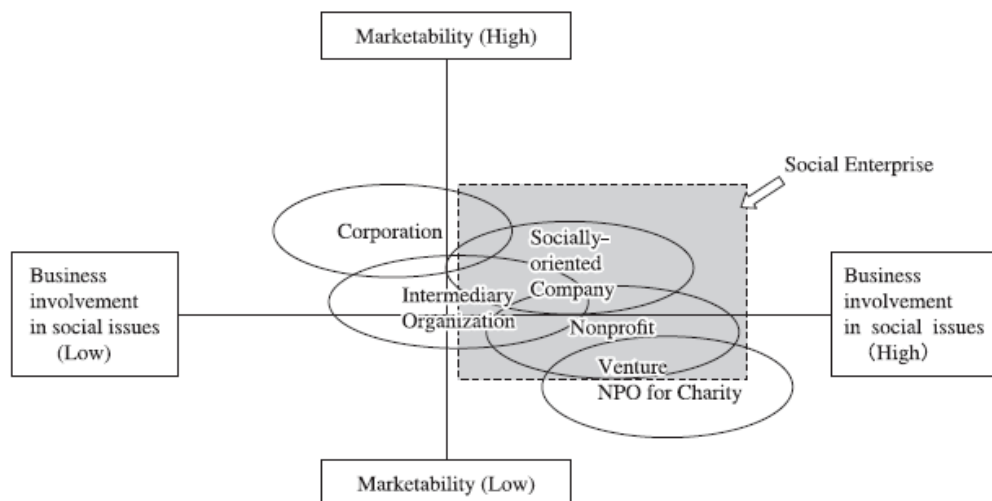 Marketability (High)
Social Enterprise
Corporation
Socially–
oriented
Company
Business
involvement
in social issues
(Low)
Intermediary
Organization
Nonprofit
Venture
NPO for Charity
Business
involvement
in social issues
(High)
Marketability (Low)